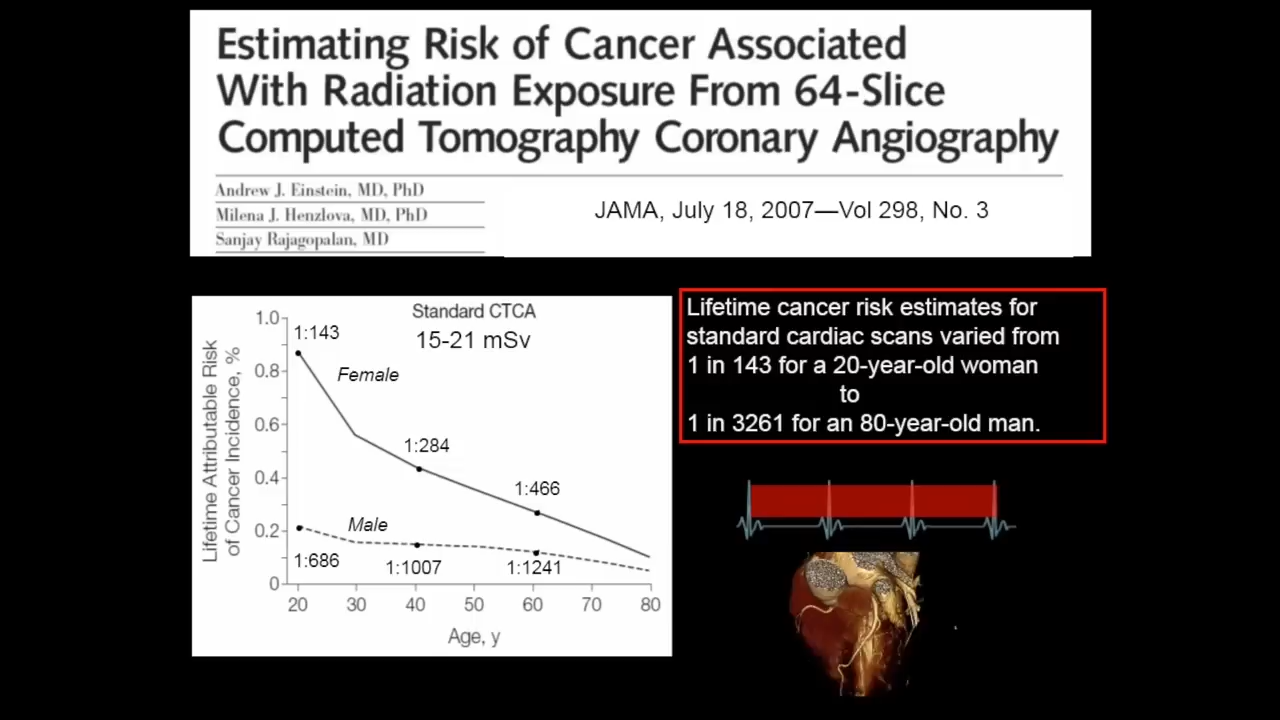 Estimating Risk of Cancer Associated
With Radiation Exposure From 64-Slice
Computed Tomography Coronary Angiography
Andrew J. Einstein, MD, PhD
Milena J. Henzlova, MD, PhD
Sanjay Rajagopalan, MD
JAMA, July 18, 2007—Vol 298, No. 3
Standard CTCA
15-21 mSv
Lifetime Attributable Risk
of Cancer Incidence, %
1.0
0.8
0.6
0.4
0.2
0
1:143
Female
1:284
1:466
Male
1:686
1:1007
1:1241
20 30 40 50 60 70 80
Age, y
Lifetime cancer risk estimates for
standard cardiac scans varied from
1 in 143 for a 20-year-old woman
to
1 in 3261 for an 80-year-old man.